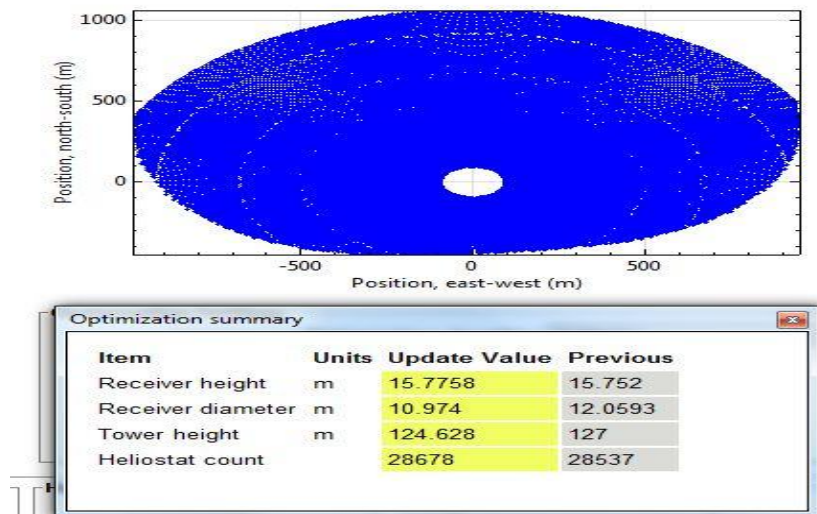 1000
500
0
Position, north-south (m)
-500 0 500
Position, east-west (m)
Optimization summary
Item Units Update Value Previous
Receiver height m 15.7758 15.752
Receiver diameter m 10.974 12.0593
Tower height m 124.628 127
Heliostat count 28678 28537